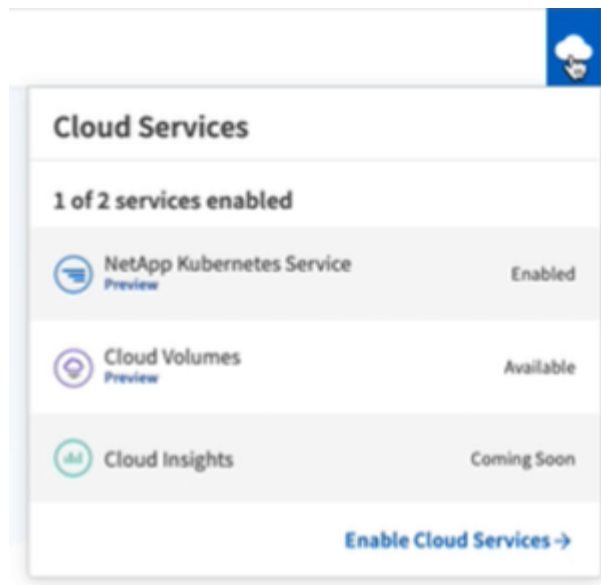 Cloud Services
1 of 2 services enabled
NetApp Kubernetes Service
Preview
Enabled
Cloud Volumes
Preview
Available
Cloud Insights
Coming Soon
Enable Cloud Services →